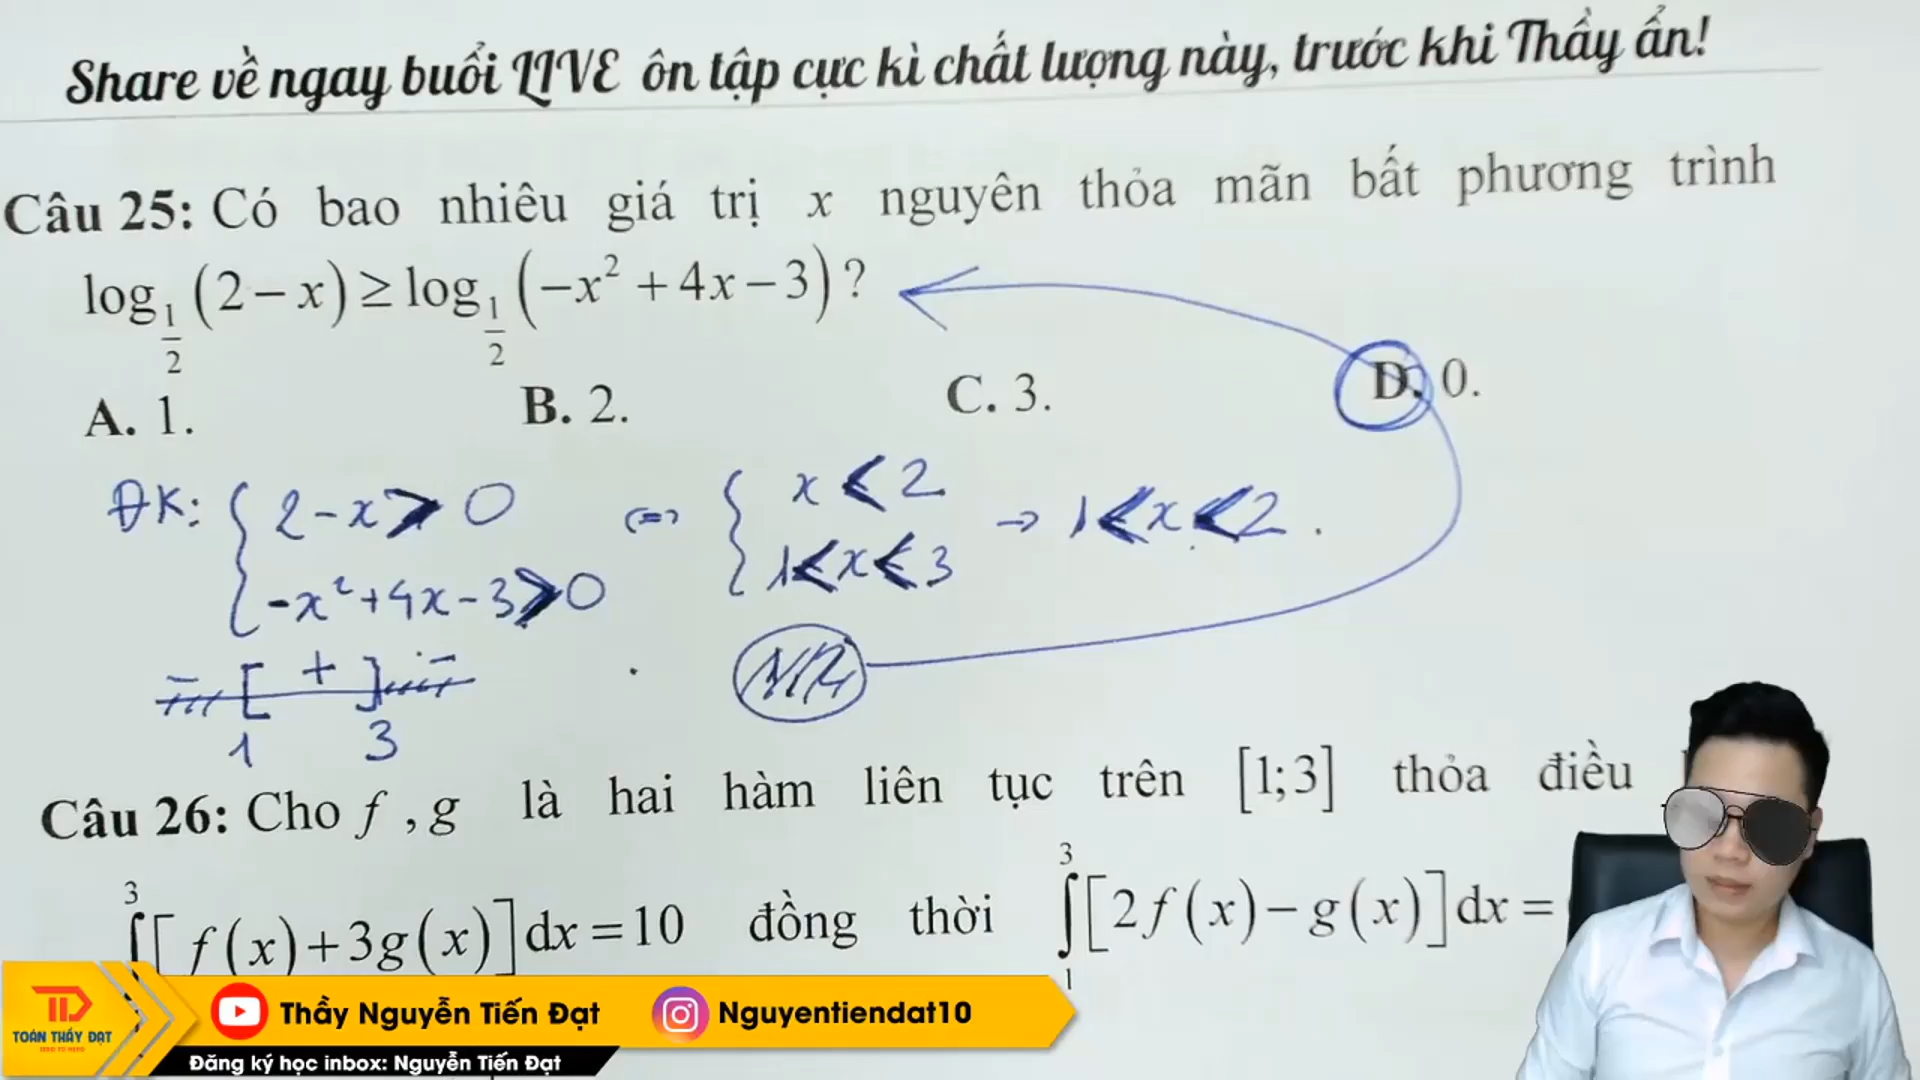 Share về ngay buổi LIVE ôn tập cực kì chất lượng này, trước khi Thầy ẩn!
Câu 25: Có bao nhiêu giá trị x nguyên thỏa mãn bất phương trình
log_{1/2}(2-x) ≥ log_{1/2}(-x²+4x-3)?
A. 1. B. 2. C. 3. D. 0.
ĐK: { 2-x > 0 ⇔ { x < 2 → 1 < x < 2.
-x²+4x-3 > 0 1 < x < 3
- [ + ] -
1 3
Câu 26: Cho f, g là hai hàm liên tục trên [1;3] thỏa điều
∫³[f(x)+3g(x)]dx=10 đồng thời ∫₁³[2f(x)-g(x)]dx=
TOÁN THẦY ĐẠT
Thầy Nguyễn Tiến Đạt Nguyentiendat10
Đăng ký học inbox: Nguyễn Tiến Đạt